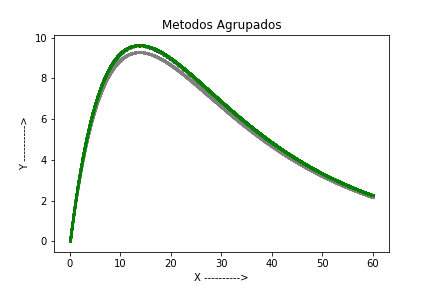 Metodos Agrupados
10
8
6
4
2
0
Y ---------->
0 10 20 30 40 50 60
X ---------->